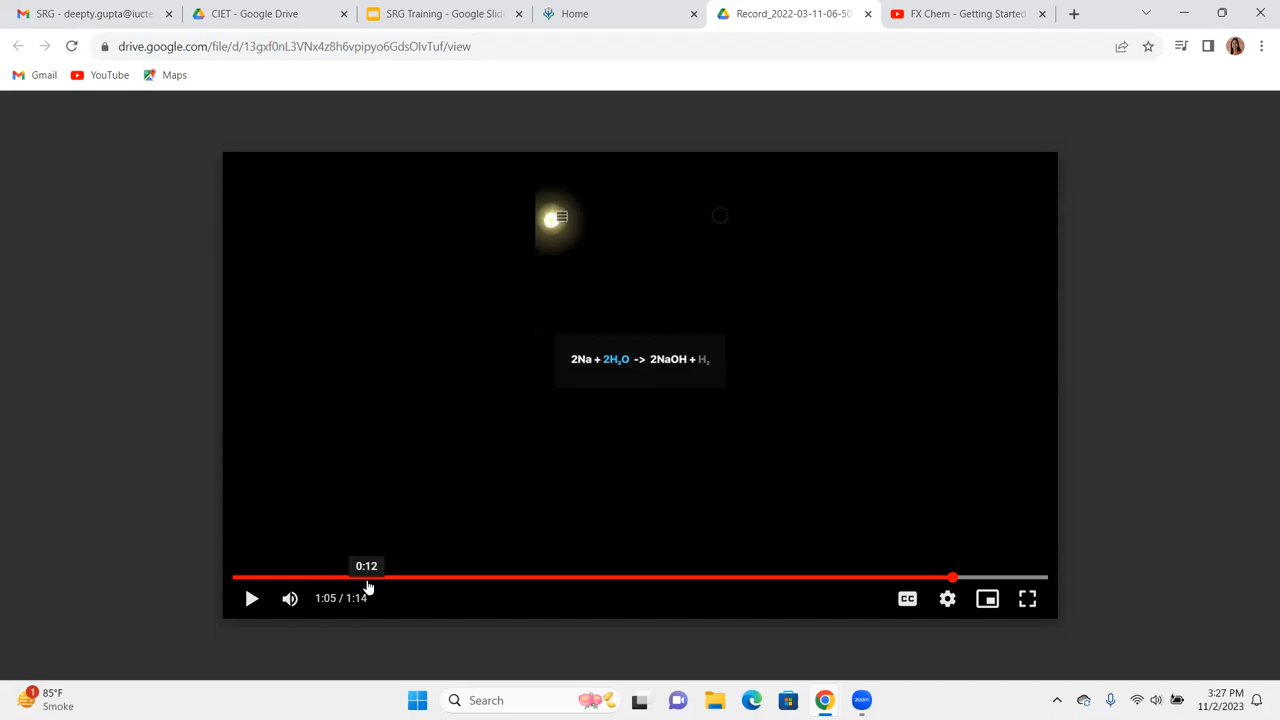 SRG - deepty.gupta@iucte
CIET - Google Drive
SRG Training - Google Slid
Home
Record_2022-03-11-06-50
FX Chem - Getting Started
drive.google.com/file/d/13gxf0nL3VNx4z8h6vpipyo6GdsOIvTuf/view
Gmail
YouTube
Maps
2Na + 2H₂O -> 2NaOH + H₂
0:12
1:05 / 1:14
CC
1
85°F
Smoke
Search
zoom
3:27 PM
11/2/2023